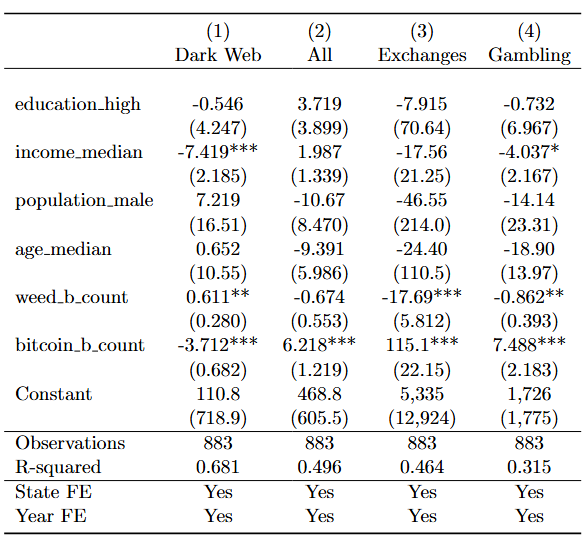 (1) (2) (3) (4)
Dark Web All Exchanges Gambling
education_high -0.546 3.719 -7.915 -0.732
(4.247) (3.899) (70.64) (6.967)
income_median -7.419*** 1.987 -17.56 -4.037*
(2.185) (1.339) (21.25) (2.167)
population_male 7.219 -10.67 -46.55 -14.14
(16.51) (8.470) (214.0) (23.31)
age_median 0.652 -9.391 -24.40 -18.90
(10.55) (5.986) (110.5) (13.97)
weed_b_count 0.611** -0.674 -17.69*** -0.862**
(0.280) (0.553) (5.812) (0.393)
bitcoin_b_count -3.712*** 6.218*** 115.1*** 7.488***
(0.682) (1.219) (22.15) (2.183)
Constant 110.8 468.8 5,335 1,726
(718.9) (605.5) (12,924) (1,775)
Observations 883 883 883 883
R-squared 0.681 0.496 0.464 0.315
State FE Yes Yes Yes Yes
Year FE Yes Yes Yes Yes